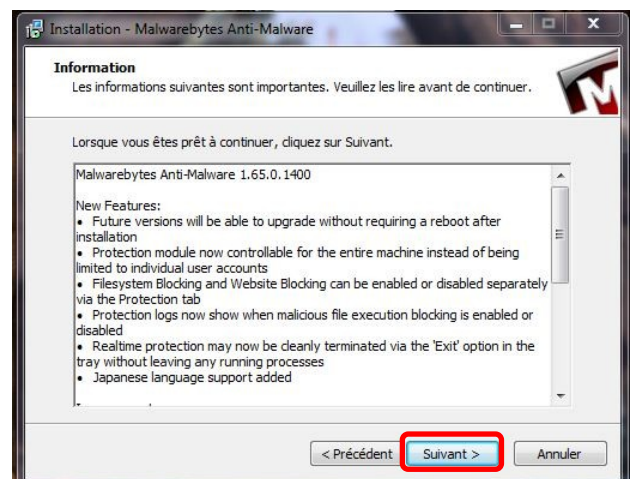 Installation - Malwarebytes Anti-Malware
Information
Les informations suivantes sont importantes. Veuillez les lire avant de continuer.
Lorsque vous êtes prêt à continuer, cliquez sur Suivant.
Malwarebytes Anti-Malware 1.65.0.1400
New Features:
• Future versions will be able to upgrade without requiring a reboot after
installation
• Protection module now controllable for the entire machine instead of being
limited to individual user accounts
• Filesystem Blocking and Website Blocking can be enabled or disabled separately
via the Protection tab
• Protection logs now show when malicious file execution blocking is enabled or
disabled
• Realtime protection may now be cleanly terminated via the 'Exit' option in the
tray without leaving any running processes
• Japanese language support added
< Précédent
Suivant >
Annuler